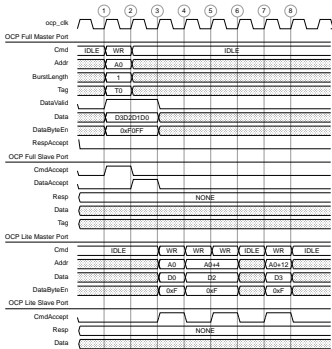 1 2 3 4 5 6 7 8
ocp_clk
OCP Full Master Port
Cmd IDLE WR IDLE
Addr A0
BurstLength 1
Tag T0
DataValid
Data D3D2D1D0
DataByteEn 0xF0FF
RespAccept
OCP Full Slave Port
CmdAccept
DataAccept
Resp NONE
Data
Tag
OCP Lite Master Port
Cmd IDLE WR WR WR IDLE WR IDLE
Addr A0 A0+4 A0+12
Data D0 D2 D3
DataByteEn 0xF 0xF 0xF
OCP Lite Slave Port
CmdAccept
Resp NONE
Data